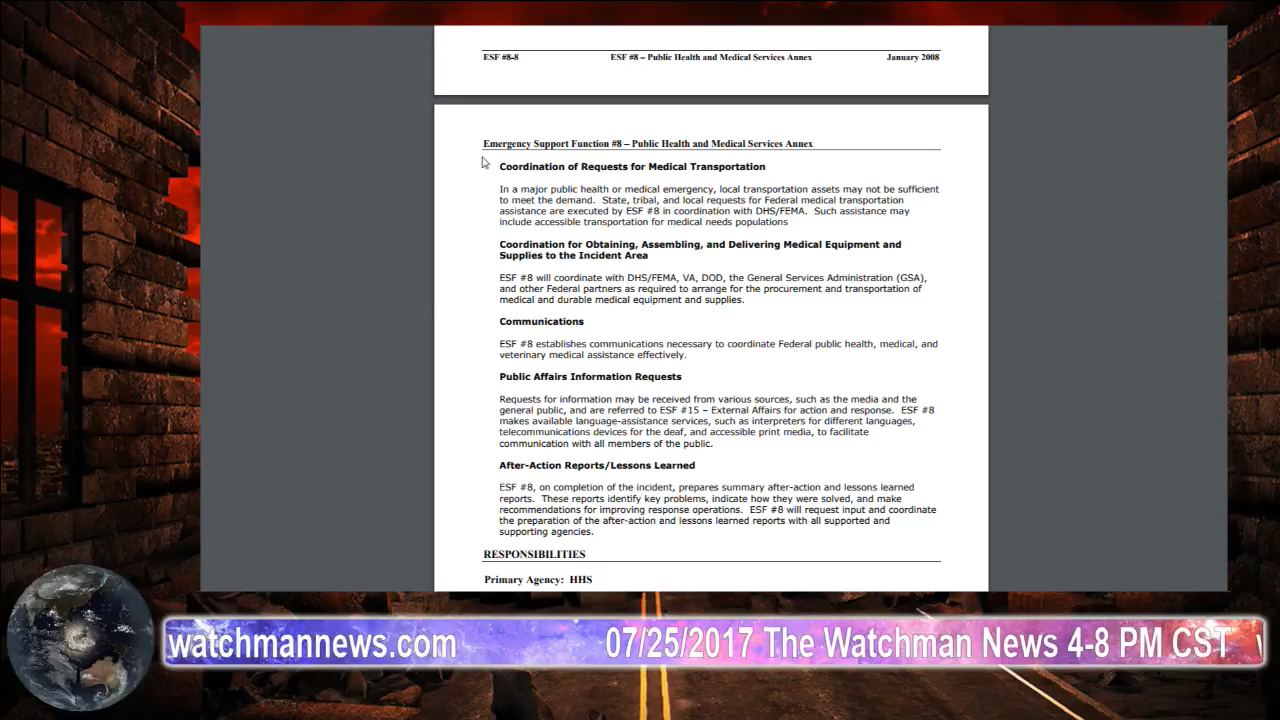 ESF #8-8 ESF #8 – Public Health and Medical Services Annex January 2008
Emergency Support Function #8 – Public Health and Medical Services Annex
Coordination of Requests for Medical Transportation
In a major public health or medical emergency, local transportation assets may not be sufficient
to meet the demand. State, tribal, and local requests for Federal medical transportation
assistance are executed by ESF #8 in coordination with DHS/FEMA. Such assistance may
include accessible transportation for medical needs populations
Coordination for Obtaining, Assembling, and Delivering Medical Equipment and
Supplies to the Incident Area
ESF #8 will coordinate with DHS/FEMA, VA, DOD, the General Services Administration (GSA),
and other Federal partners as required to arrange for the procurement and transportation of
medical and durable medical equipment and supplies.
Communications
ESF #8 establishes communications necessary to coordinate Federal public health, medical, and
veterinary medical assistance effectively.
Public Affairs Information Requests
Requests for information may be received from various sources, such as the media and the
general public, and are referred to ESF #15 – External Affairs for action and response. ESF #8
makes available language-assistance services, such as interpreters for different languages,
telecommunications devices for the deaf, and accessible print media, to facilitate
communication with all members of the public.
After-Action Reports/Lessons Learned
ESF #8, on completion of the incident, prepares summary after-action and lessons learned
reports. These reports identify key problems, indicate how they were solved, and make
recommendations for improving response operations. ESF #8 will request input and coordinate
the preparation of the after-action and lessons learned reports with all supported and
supporting agencies.
RESPONSIBILITIES
Primary Agency: HHS
watchmannews.com 07/25/2017 The Watchman News 4-8 PM CST